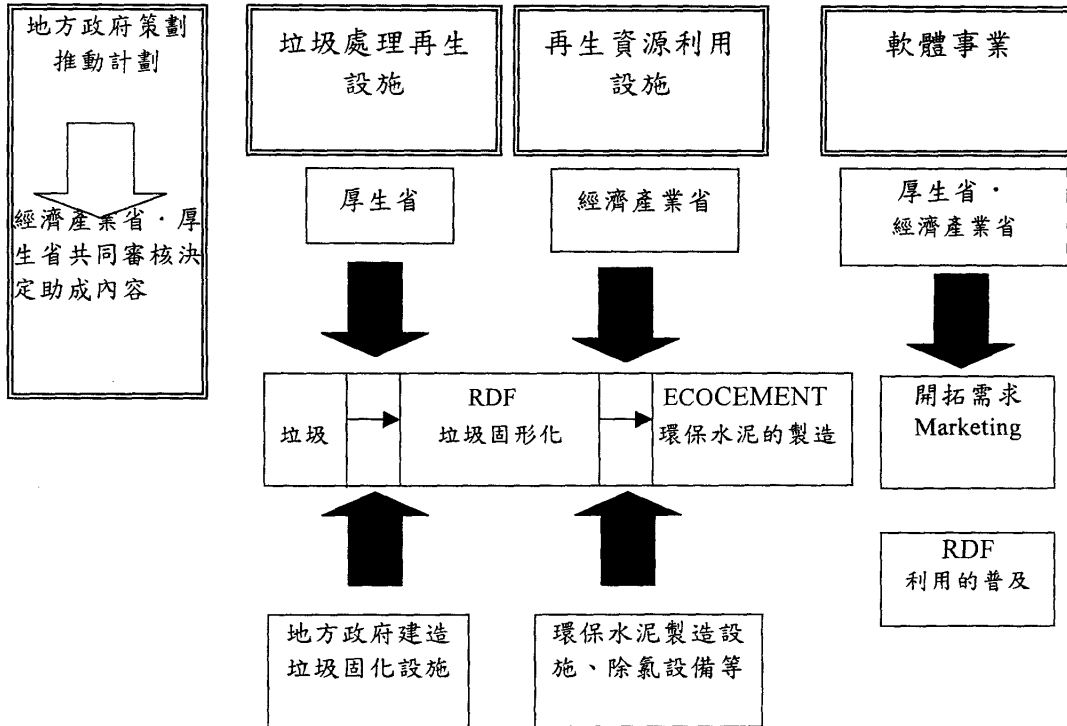 地方政府策劃
推動計劃
經濟產業省·厚
生省共同審核決
定助成內容
垃圾處理再生
設施
再生資源利用
設施
軟體事業
厚生省
經濟產業省
厚生省·
經濟產業省
垃圾
RDF
垃圾固形化
ECOCEMENT
環保水泥的製造
開拓需求
Marketing
RDF
利用的普及
地方政府建造
垃圾固化設施
環保水泥製造設
施、除氯設備等